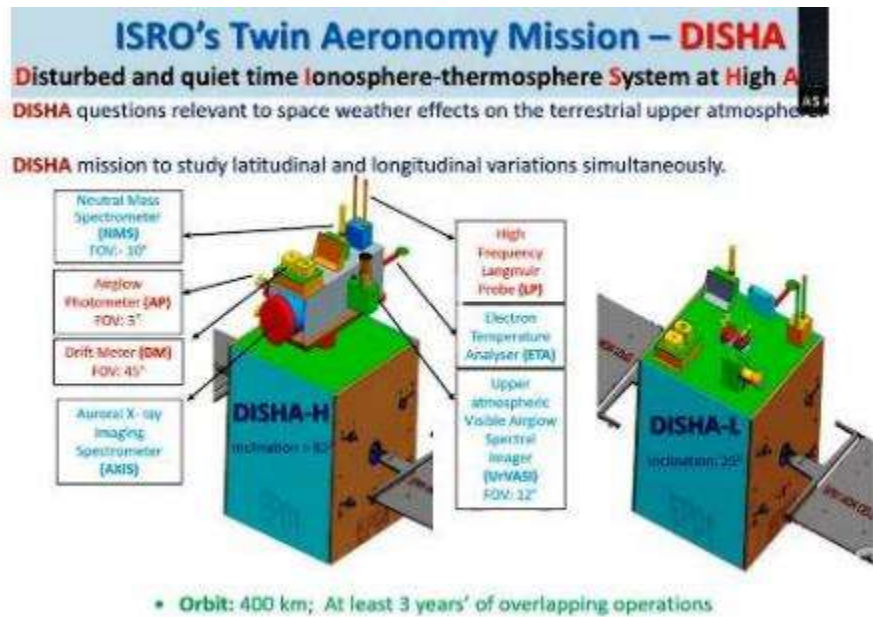 ISRO's Twin Aeronomy Mission – DISHA
Disturbed and quiet time Ionosphere-thermosphere System at High A
DISHA questions relevant to space weather effects on the terrestrial upper atmosphere.
DISHA mission to study latitudinal and longitudinal variations simultaneously.
Neutral Mass
Spectrometer
(NMS)
FOV:- 10°
Airglow
Photometer (AP)
FOV: 3°
Drift Meter (DM)
FOV: 45°
Auroral X- ray
Imaging
Spectrometer
(AXIS)
High
Frequency
Langmuir
Probe (LP)
Electron
Temperature
Analyser (ETA)
Upper
atmospheric
Visible Airglow
Spectral
Imager
(UrVASI)
FOV: 12°
DISHA-H
Inclination >
DISHA-L
Inclination: 25°
• Orbit: 400 km; At least 3 years' of overlapping operations